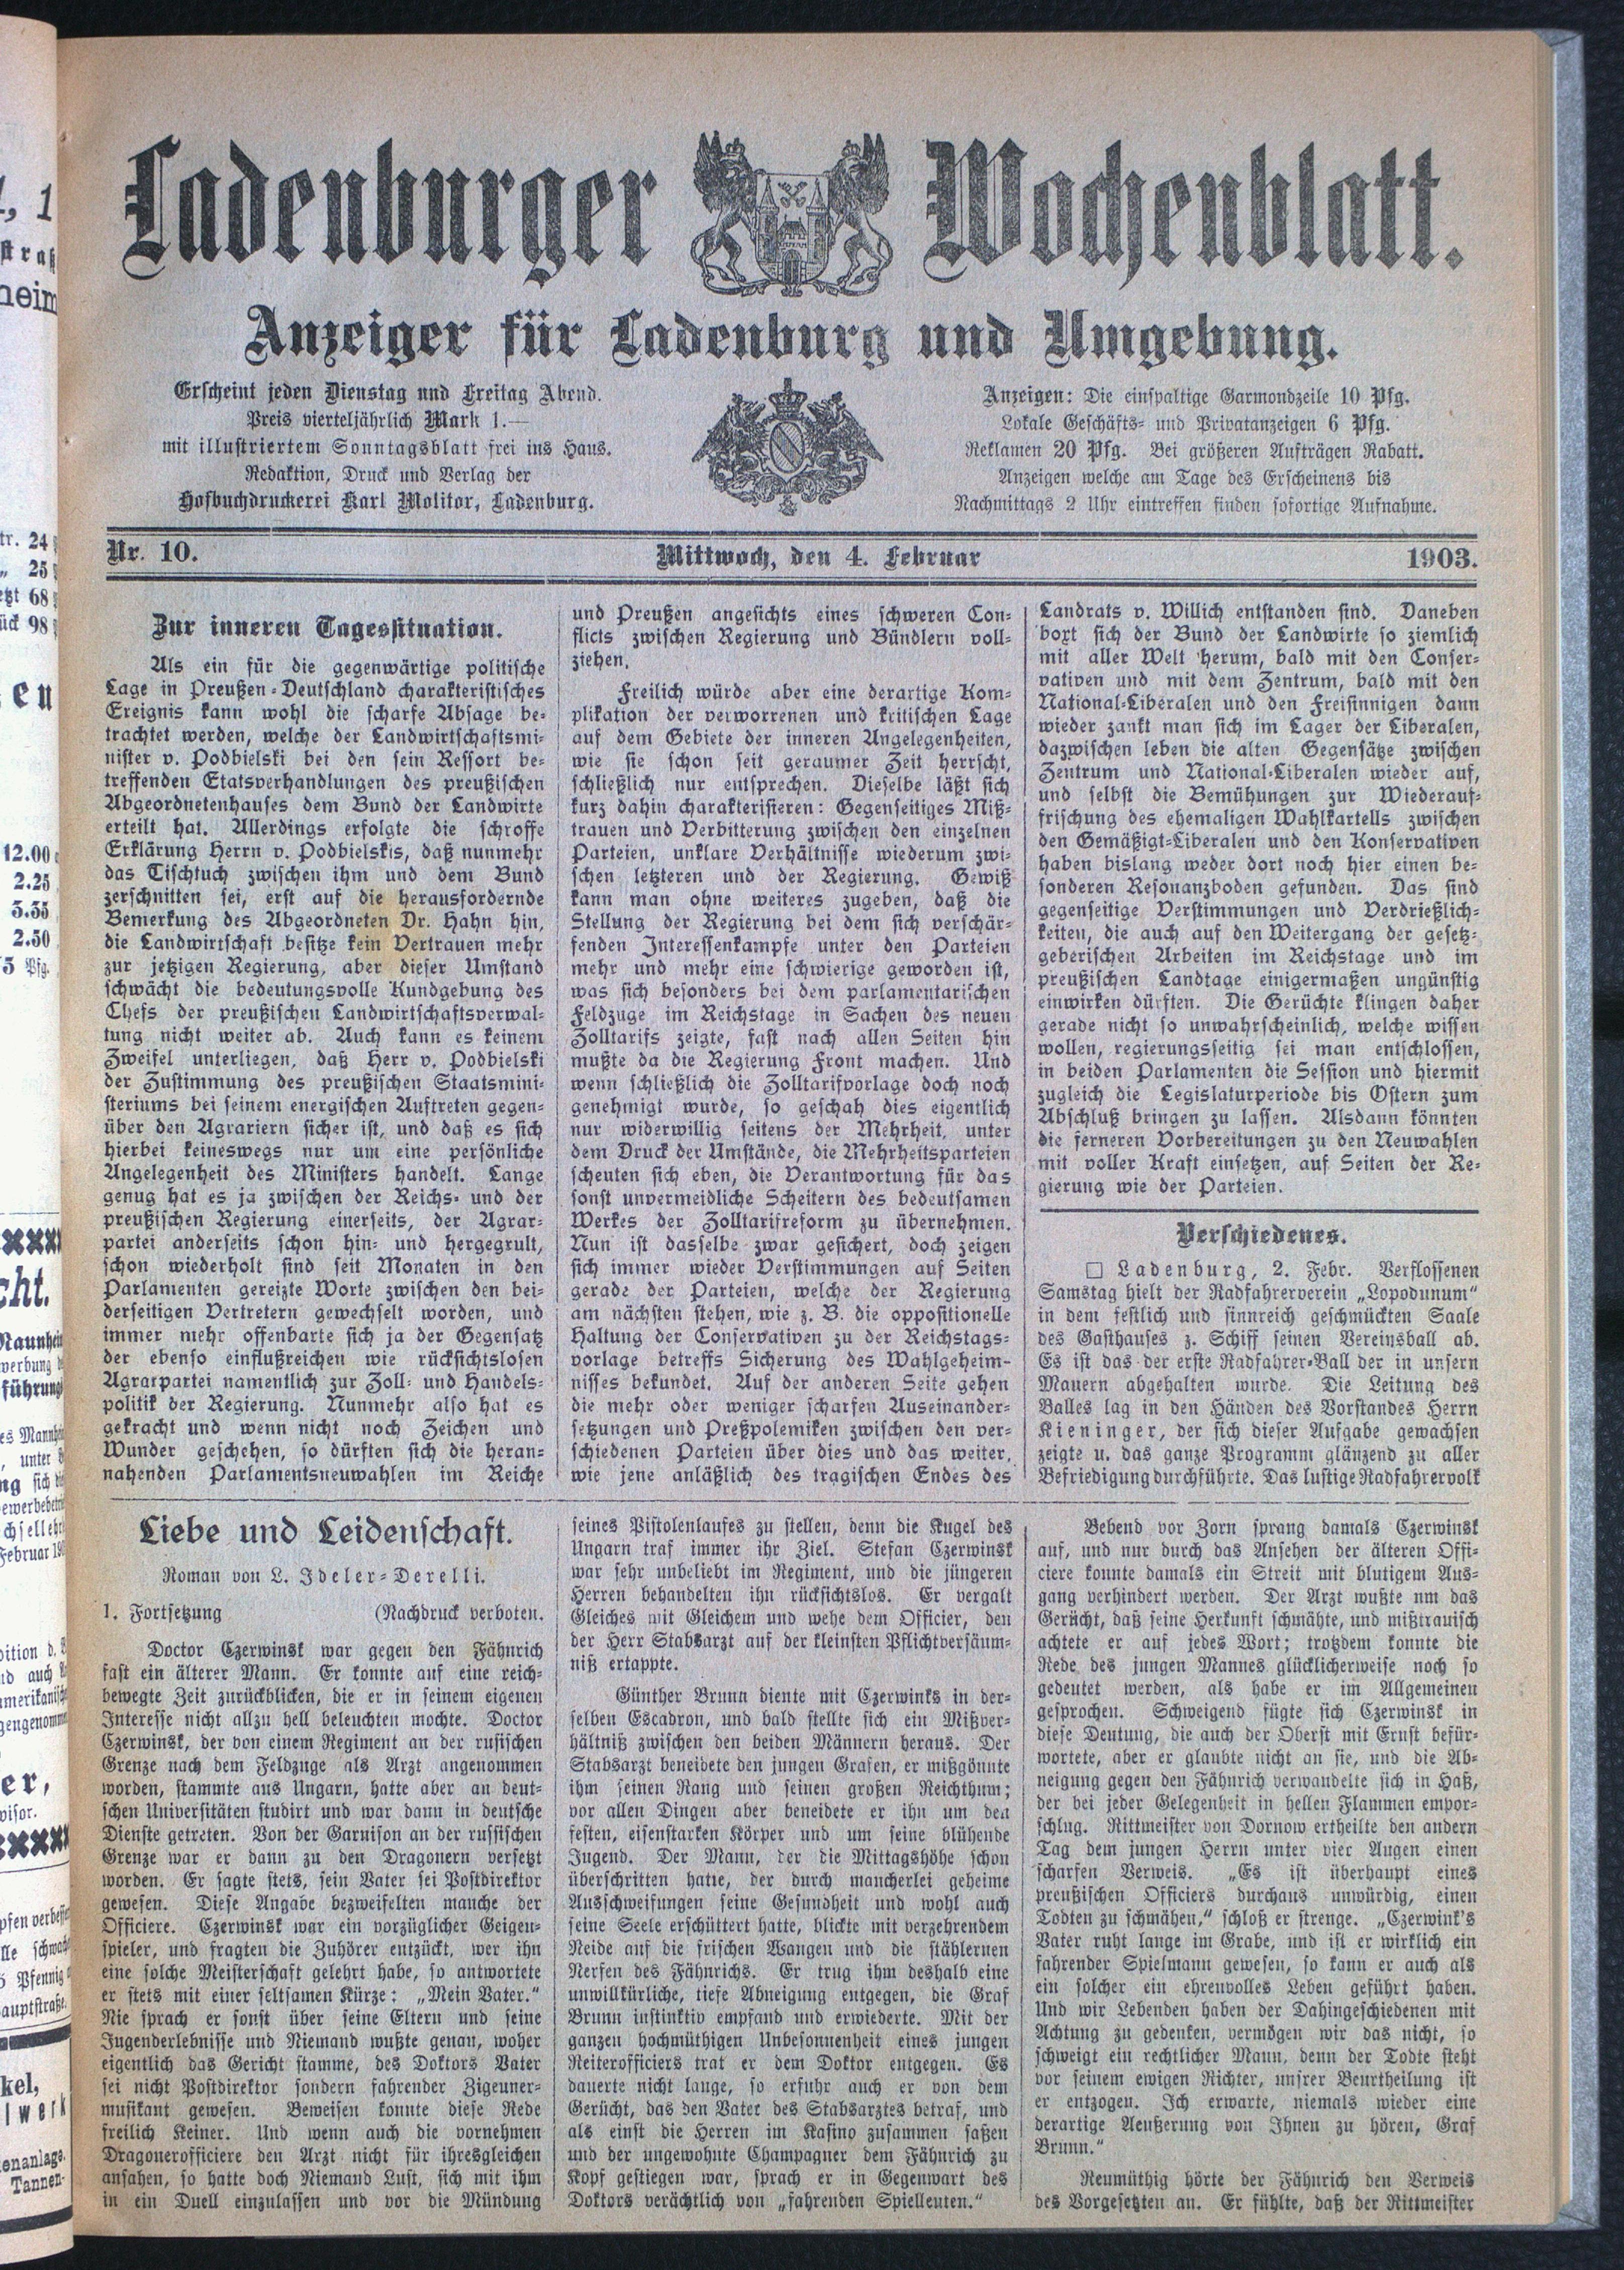 Ladenburger Wochenblatt.
Anzeiger für Ladenburg und Umgebung.
Erscheint jeden Dienstag und Freitag Abend.
Preis vierteljährlich Mark 1.—
mit illustriertem Sonntagsblatt frei ins Haus.
Redaktion, Druck und Verlag der
Hofbuchdruckerei Karl Molitor, Ladenburg.
Anzeigen: Die einspaltige Garmondzeile 10 Pfg.
Lokale Geschäfts- und Privatanzeigen 6 Pfg.
Reklamen 20 Pfg. Bei größeren Aufträgen Rabatt.
Anzeigen welche am Tage des Erscheinens bis
Nachmittags 2 Uhr eintreffen finden sofortige Aufnahme.
Nr. 10. Mittwoch, den 4. Februar 1903.
Zur inneren Tagessituation.
Als ein für die gegenwärtige politische
Lage in Preußen-Deutschland charakteristisches
Ereignis kann wohl die scharfe Absage be-
trachtet werden, welche der Landwirtschaftsmi-
nister v. Podbielski bei den sein Ressort be-
treffenden Etatsverhandlungen des preußischen
Abgeordnetenhauses dem Bund der Landwirte
erteilt hat. Allerdings erfolgte die schroffe
Erklärung Herrn v. Podbielskis, daß nunmehr
das Tischtuch zwischen ihm und dem Bund
zerschnitten sei, erst auf die herausfordernde
Bemerkung des Abgeordneten Dr. Hahn hin,
die Landwirtschaft besitze kein Vertrauen mehr
zur jetzigen Regierung, aber dieser Umstand
schwächt die bedeutungsvolle Kundgebung des
Chefs der preußischen Landwirtschaftsverwal-
tung nicht weiter ab. Auch kann es keinem
Zweifel unterliegen, daß Herr v. Podbielski
der Zustimmung des preußischen Staatsmini-
steriums bei seinem energischen Auftreten gegen-
über den Agrariern sicher ist, und daß es sich
hierbei keineswegs nur um eine persönliche
Angelegenheit des Ministers handelt. Lange
genug hat es ja zwischen der Reichs- und der
preußischen Regierung einerseits, der Agrar-
partei anderseits schon hin- und hergegrult,
schon wiederholt sind seit Monaten in den
Parlamenten gereizte Worte zwischen den bei-
derseitigen Vertretern gewechselt worden, und
immer mehr offenbarte sich ja der Gegensatz
der ebenso einflußreichen wie rücksichtslosen
Agrarpartei namentlich zur Zoll- und Handels-
politik der Regierung. Nunmehr also hat es
gekracht und wenn nicht noch Zeichen und
Wunder geschehen, so dürften sich die heran-
nahenden Parlamentsneuwahlen im Reiche
und Preußen angesichts eines schweren Con-
flicts zwischen Regierung und Bündlern voll-
ziehen.
Freilich würde aber eine derartige Kom-
plikation der verworrenen und kritischen Lage
auf dem Gebiete der inneren Angelegenheiten,
wie sie schon seit geraumer Zeit herrscht,
schließlich nur entsprechen. Dieselbe läßt sich
kurz dahin charakterisieren: Gegenseitiges Miß-
trauen und Verbitterung zwischen den einzelnen
Parteien, unklare Verhältnisse wiederum zwi-
schen letzteren und der Regierung. Gewiß
kann man ohne weiteres zugeben, daß die
Stellung der Regierung bei dem sich verschär-
fenden Interessenkampfe unter den Parteien
mehr und mehr eine schwierige geworden ist,
was sich besonders bei dem parlamentarischen
Feldzuge im Reichstage in Sachen des neuen
Zolltarifs zeigte, fast nach allen Seiten hin
mußte da die Regierung Front machen. Und
wenn schließlich die Zolltarifvorlage doch noch
genehmigt wurde, so geschah dies eigentlich
nur widerwillig seitens der Mehrheit, unter
dem Druck der Umstände, die Mehrheitsparteien
scheuten sich eben, die Verantwortung für das
sonst unvermeidliche Scheitern des bedeutsamen
Werkes der Zolltarifreform zu übernehmen.
Nun ist dasselbe zwar gesichert, doch zeigen
sich immer wieder Verstimmungen auf Seiten
gerade der Parteien, welche der Regierung
am nächsten stehen, wie z. B. die oppositionelle
Haltung der Conservativen zu der Reichstags-
vorlage betreffs Sicherung des Wahlgeheim-
nisses bekundet. Auf der anderen Seite gehen
die mehr oder weniger scharfen Auseinander-
setzungen und Preßpolemiken zwischen den ver-
schiedenen Parteien über dies und das weiter,
wie jene anläßlich des tragischen Endes des
Landrats v. Willich entstanden sind. Daneben
boxt sich der Bund der Landwirte so ziemlich
mit aller Welt herum, bald mit den Conser-
vativen und mit dem Zentrum, bald mit den
National-Liberalen und den Freisinnigen dann
wieder zankt man sich im Lager der Liberalen,
dazwischen leben die alten Gegensätze zwischen
Zentrum und National-Liberalen wieder auf,
und selbst die Bemühungen zur Wiederauf-
frischung des ehemaligen Wahlkartells zwischen
den Gemäßigt-Liberalen und den Konservativen
haben bislang weder dort noch hier einen be-
sonderen Resonanzboden gefunden. Das sind
gegenseitige Verstimmungen und Verdrießlich-
keiten, die auch auf den Weitergang der gesetz-
geberischen Arbeiten im Reichstage und im
preußischen Landtage einigermaßen ungünstig
einwirken dürften. Die Gerüchte klingen daher
gerade nicht so unwahrscheinlich, welche wissen
wollen, regierungsseitig sei man entschlossen,
in beiden Parlamenten die Session und hiermit
zugleich die Legislaturperiode bis Ostern zum
Abschluß bringen zu lassen. Alsdann könnten
die ferneren Vorbereitungen zu den Neuwahlen
mit voller Kraft einsetzen, auf Seiten der Re-
gierung wie der Parteien.
Verschiedenes.
□ Ladenburg, 2. Febr. Verflossenen
Samstag hielt der Radfahrerverein „Lopodunum“
in dem festlich und sinnreich geschmückten Saale
des Gasthauses z. Schiff seinen Vereinsball ab.
Es ist das der erste Radfahrer-Ball der in unsern
Mauern abgehalten wurde. Die Leitung des
Balles lag in den Händen des Vorstandes Herrn
Kieninger, der sich dieser Aufgabe gewachsen
zeigte u. das ganze Programm glänzend zu aller
Befriedigung durchführte. Das lustige Radfahrervolk
Liebe und Leidenschaft.
Roman von L. Ideler-Derelli.
1. Fortsetzung (Nachdruck verboten.
Doctor Czerwinsk war gegen den Fähnrich
fast ein älterer Mann. Er konnte auf eine reich-
bewegte Zeit zurückblicken, die er in seinem eigenen
Interesse nicht allzu hell beleuchten mochte. Doctor
Czerwinsk, der von einem Regiment an der rusischen
Grenze nach dem Feldzuge als Arzt angenommen
worden, stammte aus Ungarn, hatte aber an deut-
schen Universitäten studirt und war dann in deutsche
Dienste getreten. Von der Garnison an der russischen
Grenze war er dann zu den Dragonern versetzt
worden. Er sagte stets, sein Vater sei Postdirektor
gewesen. Diese Angabe bezweifelten manche der
Officiere. Czerwinsk war ein vorzüglicher Geigen-
spieler, und fragten die Zuhörer entzückt, wer ihn
eine solche Meisterschaft gelehrt habe, so antwortete
er stets mit einer seltsamen Kürze: „Mein Vater.“
Nie sprach er sonst über seine Eltern und seine
Jugenderlebnisse und Niemand wußte genau, woher
eigentlich das Gericht stamme, des Doktors Vater
sei nicht Postdirektor sondern fahrender Zigeuner-
musikant gewesen. Beweisen konnte diese Rede
freilich Keiner. Und wenn auch die vornehmen
Dragonerofficiere den Arzt nicht für ihresgleichen
ansahen, so hatte doch Niemand Lust, sich mit ihm
in ein Duell einzulassen und vor die Mündung
seines Pistolenlaufes zu stellen, denn die Kugel des
Ungarn traf immer ihr Ziel. Stefan Czerwinsk
war sehr unbeliebt im Regiment, und die jüngeren
Herren behandelten ihn rücksichtslos. Er vergalt
Gleiches mit Gleichem und wehe dem Officier, den
der Herr Stabsarzt auf der kleinsten Pflichtversäum-
niß ertappte.
Günther Brunn diente mit Czerwinks in der-
selben Escadron, und bald stellte sich ein Mißver-
hältniß zwischen den beiden Männern heraus. Der
Stabsarzt beneidete den jungen Grafen, er mißgönnte
ihm seinen Rang und seinen großen Reichthum;
vor allen Dingen aber beneidete er ihn um den
festen, eisenstarken Körper und um seine blühende
Jugend. Der Mann, der die Mittagshöhe schon
überschritten hatte, der durch mancherlei geheime
Ausschweifungen seine Gesundheit und wohl auch
seine Seele erschüttert hatte, blickte mit verzehrendem
Neide auf die frischen Wangen und die stählernen
Nerfen des Fähnrichs. Er trug ihm deshalb eine
unwillkürliche, tiefe Abneigung entgegen, die Graf
Brunn instinktiv empfand und erwiederte. Mit der
ganzen hochmüthigen Unbesonnenheit eines jungen
Reiterofficiers trat er dem Doktor entgegen. Es
dauerte nicht lange, so erfuhr auch er von dem
Gerücht, das den Vater des Stabsarztes betraf, und
als einst die Herren im Kasino zusammen saßen
und der ungewohnte Champagner dem Fähnrich zu
Kopf gestiegen war, sprach er in Gegenwart des
Doktors verächtlich von „fahrenden Spielleuten.“
Bebend vor Zorn sprang damals Czerwinsk
auf, und nur durch das Ansehen der älteren Offi-
ciere konnte damals ein Streit mit blutigem Aus-
gang verhindert werden. Der Arzt wußte um das
Gerücht, daß seine Herkunft schmähte, und mißtrauisch
achtete er auf jedes Wort; trotzdem konnte die
Rede des jungen Mannes glücklicherweise noch so
gedeutet werden, als habe er im Allgemeinen
gesprochen. Schweigend fügte sich Czerwinsk in
diese Deutung, die auch der Oberst mit Ernst befür-
wortete, aber er glaubte nicht an sie, und die Ab-
neigung gegen den Fähnrich verwandelte sich in Haß,
der bei jeder Gelegenheit in hellen Flammen empor-
schlug. Rittmeister von Dornow ertheilte den andern
Tag dem jungen Herrn unter vier Augen einen
scharfen Verweis. „Es ist überhaupt eines
preußischen Officiers durchaus unwürdig, einen
Todten zu schmähen,“ schloß er strenge. „Czerwink's
Vater ruht lange im Grabe, und ist er wirklich ein
fahrender Spielmann gewesen, so kann er auch als
ein solcher ein ehrenvolles Leben geführt haben.
Und wir Lebenden haben der Dahingeschiedenen mit
Achtung zu gedenken, vermögen wir das nicht, so
schweigt ein rechtlicher Mann, denn der Todte steht
vor seinem ewigen Richter, unsrer Beurtheilung ist
er entzogen. Ich erwarte, niemals wieder eine
derartige Aeußerung von Ihnen zu hören, Graf
Brunn.“
Reumüthig hörte der Fähnrich den Verweis
des Vorgesetzten an. Er fühlte, daß der Rittmeister